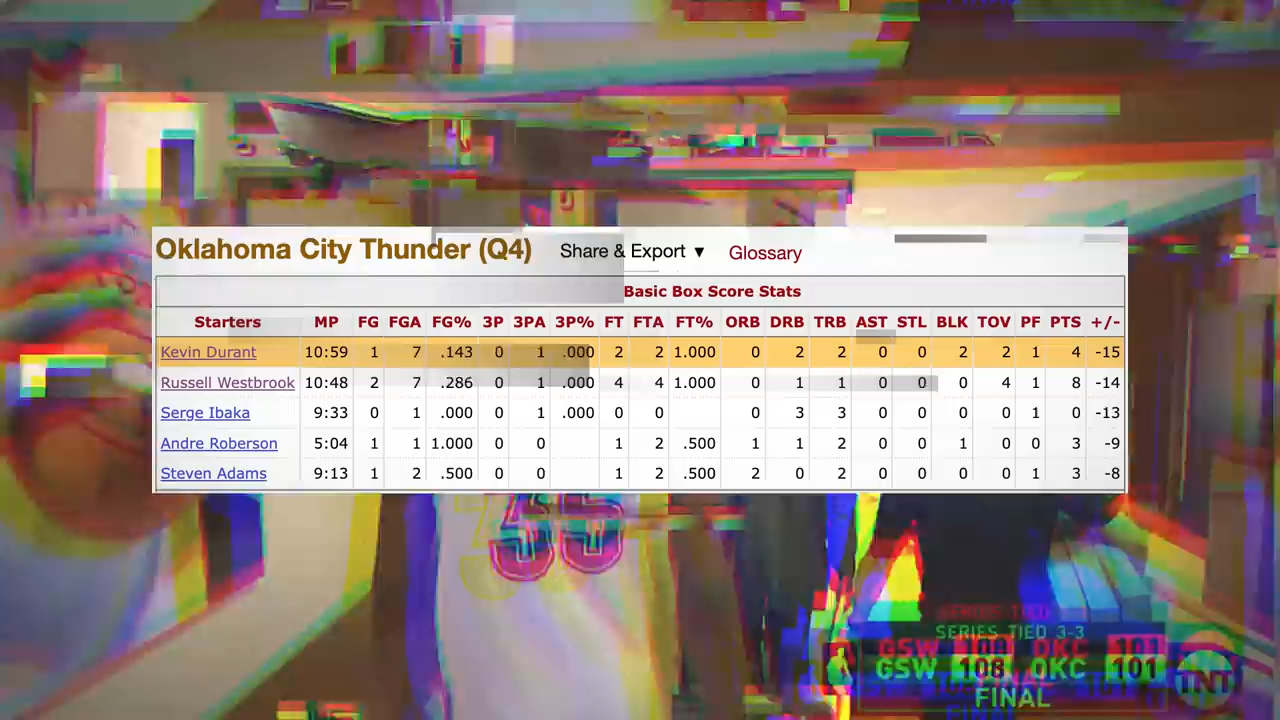 Oklahoma City Thunder (Q4) Share & Export ▼ Glossary
Basic Box Score Stats
Starters MP FG FGA FG% 3P 3PA 3P% FT FTA FT% ORB DRB TRB AST STL BLK TOV PF PTS +/-
Kevin Durant 10:59 1 7 .143 0 1 .000 2 2 1.000 0 2 2 0 0 2 2 1 4 -15
Russell Westbrook 10:48 2 7 .286 0 1 .000 4 4 1.000 0 1 1 0 0 0 4 1 8 -14
Serge Ibaka 9:33 0 1 .000 0 1 .000 0 0 0 3 3 0 0 0 0 1 0 -13
Andre Roberson 5:04 1 1 1.000 0 0 1 2 .500 1 1 2 0 0 1 0 0 3 -9
Steven Adams 9:13 1 2 .500 0 0 1 2 .500 2 0 2 0 0 0 0 1 3 -8
35
SERIES TIED 3-3
GSW 108 OKC 101
FINAL
TNT